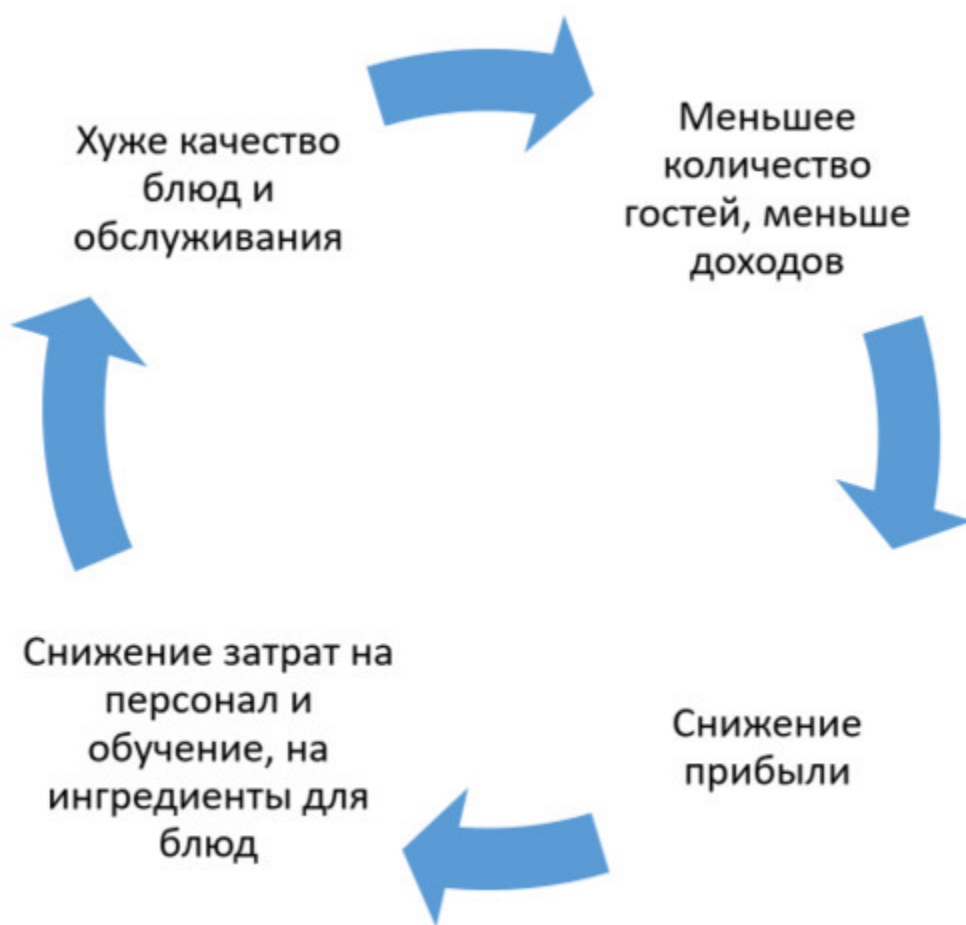 Хуже качество
блюд и
обслуживания
Меньшее
количество
гостей, меньше
доходов
Снижение
прибыли
Снижение затрат на
персонал и
обучение, на
ингредиенты для
блюд